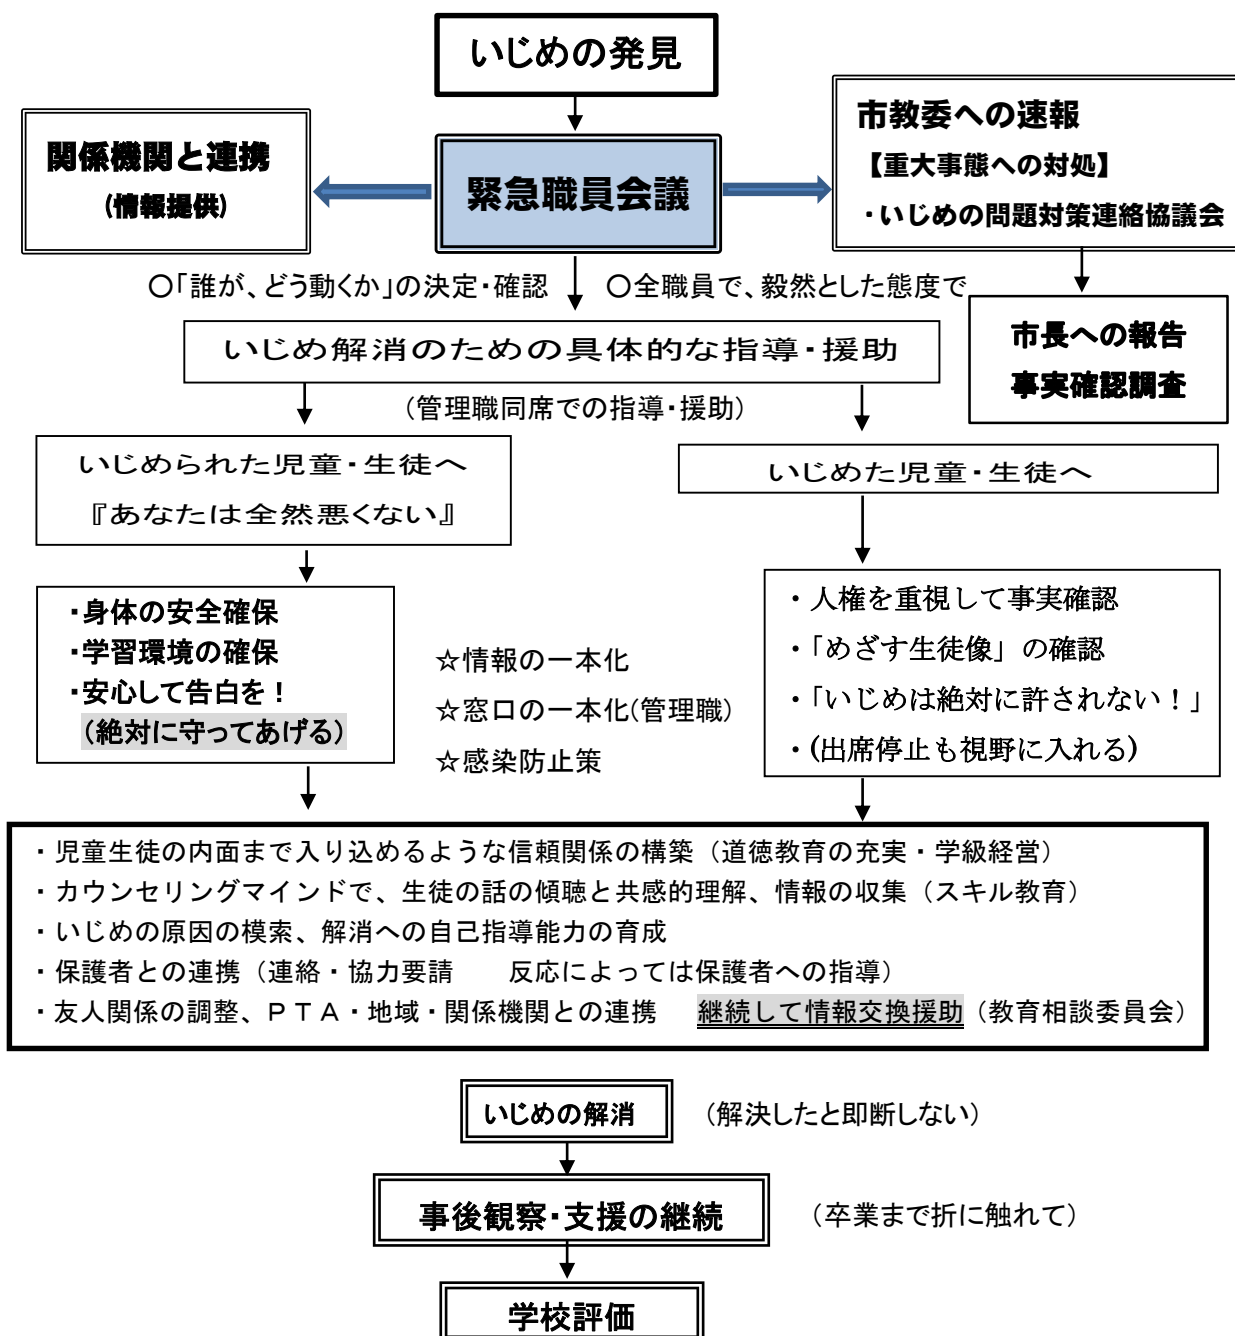 いじめの発見
関係機関と連携
(情報提供)
緊急職員会議
市教委への速報
【重大事態への対処】
・いじめの問題対策連絡協議会
○「誰が、どう動くか」の決定・確認
○全職員で、毅然とした態度で
市長への報告
事実確認調査
いじめ解消のための具体的な指導・援助
(管理職同席での指導・援助)
いじめられた児童・生徒へ
『あなたは全然悪くない』
いじめた児童・生徒へ
・身体の安全確保
・学習環境の確保
・安心して告白を!
(絶対に守ってあげる)
☆情報の一本化
☆窓口の一本化(管理職)
☆感染防止策
・人権を重視して事実確認
・「めざす生徒像」の確認
・「いじめは絶対に許されない!」
・(出席停止も視野に入れる)
・児童生徒の内面まで入り込めるような信頼関係の構築(道徳教育の充実・学級経営)
・カウンセリングマインドで、生徒の話の傾聴と共感的理解、情報の収集(スキル教育)
・いじめの原因の模索、解消への自己指導能力の育成
・保護者との連携(連絡・協力要請　　反応によっては保護者への指導)
・友人関係の調整、PTA・地域・関係機関との連携　　継続して情報交換援助(教育相談委員会)
いじめの解消
(解決したと即断しない)
事後観察・支援の継続
(卒業まで折に触れて)
学校評価